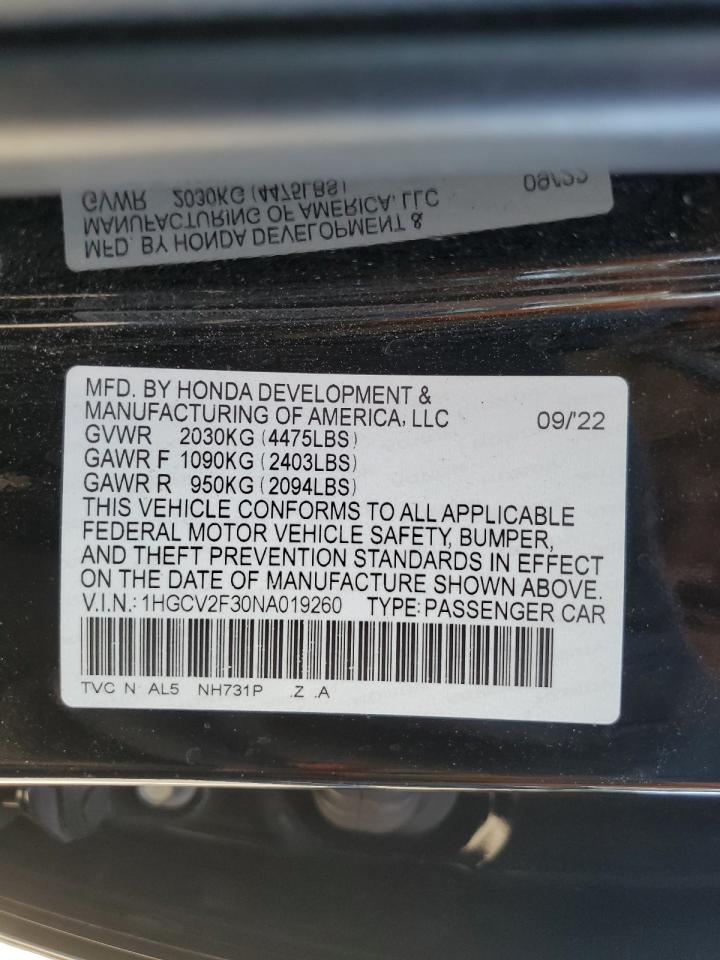 GVWR 2030KG (4475LBS) 09/'22
MANUFACTURING OF AMERICA, LLC
MFD. BY HONDA DEVELOPMENT &
MFD. BY HONDA DEVELOPMENT &
MANUFACTURING OF AMERICA, LLC 09/'22
GVWR 2030KG (4475LBS)
GAWR F 1090KG (2403LBS)
GAWR R 950KG (2094LBS)
THIS VEHICLE CONFORMS TO ALL APPLICABLE
FEDERAL MOTOR VEHICLE SAFETY, BUMPER,
AND THEFT PREVENTION STANDARDS IN EFFECT
ON THE DATE OF MANUFACTURE SHOWN ABOVE.
V.I.N.: 1HGCV2F30NA019260 TYPE: PASSENGER CAR
TVC N AL5 NH731P .Z .A